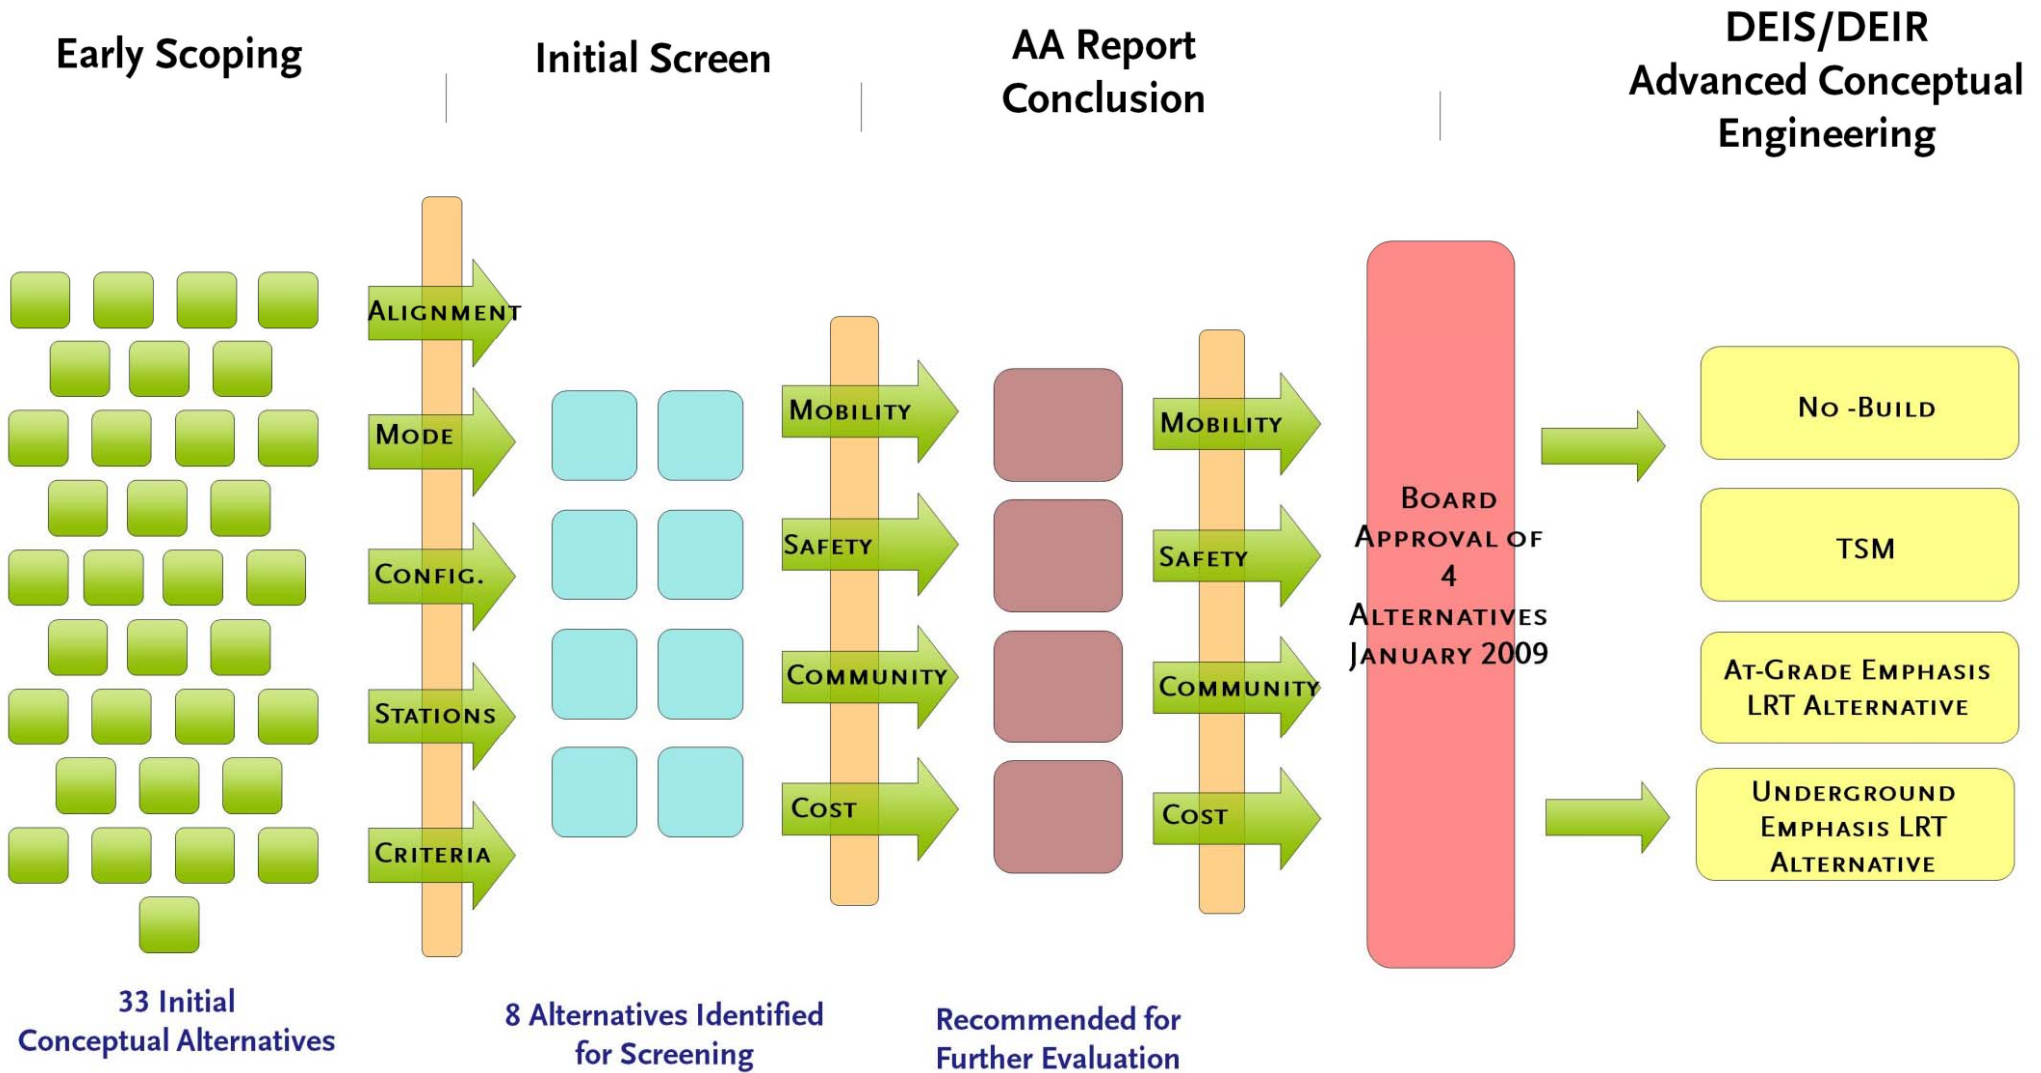 Early Scoping
Initial Screen
AA Report
Conclusion
DEIS/DEIR
Advanced Conceptual
Engineering
ALIGNMENT
MODE
CONFIG.
STATIONS
CRITERIA
MOBILITY
SAFETY
COMMUNITY
COST
MOBILITY
SAFETY
COMMUNITY
COST
BOARD
APPROVAL OF
4
ALTERNATIVES
JANUARY 2009
NO -BUILD
TSM
AT-GRADE EMPHASIS
LRT ALTERNATIVE
UNDERGROUND
EMPHASIS LRT
ALTERNATIVE
33 Initial
Conceptual Alternatives
8 Alternatives Identified
for Screening
Recommended for
Further Evaluation